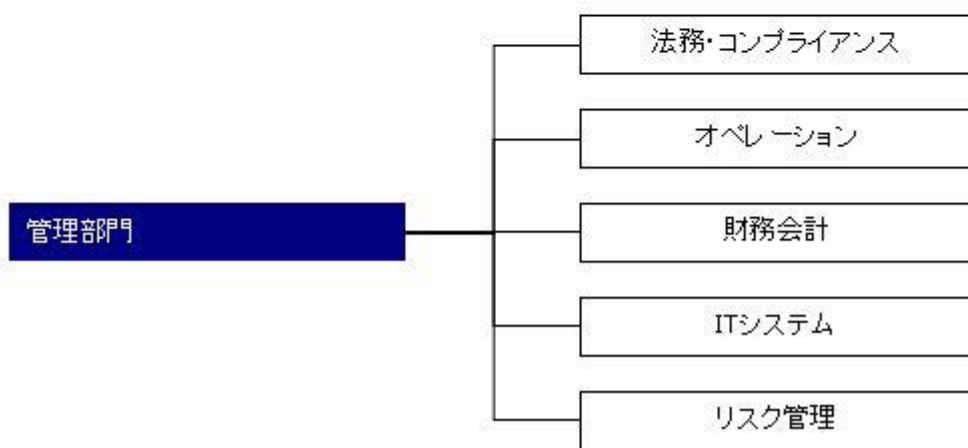 法務・コンプライアンス
オペレーション
管理部門
財務会計
ITシステム
リスク管理